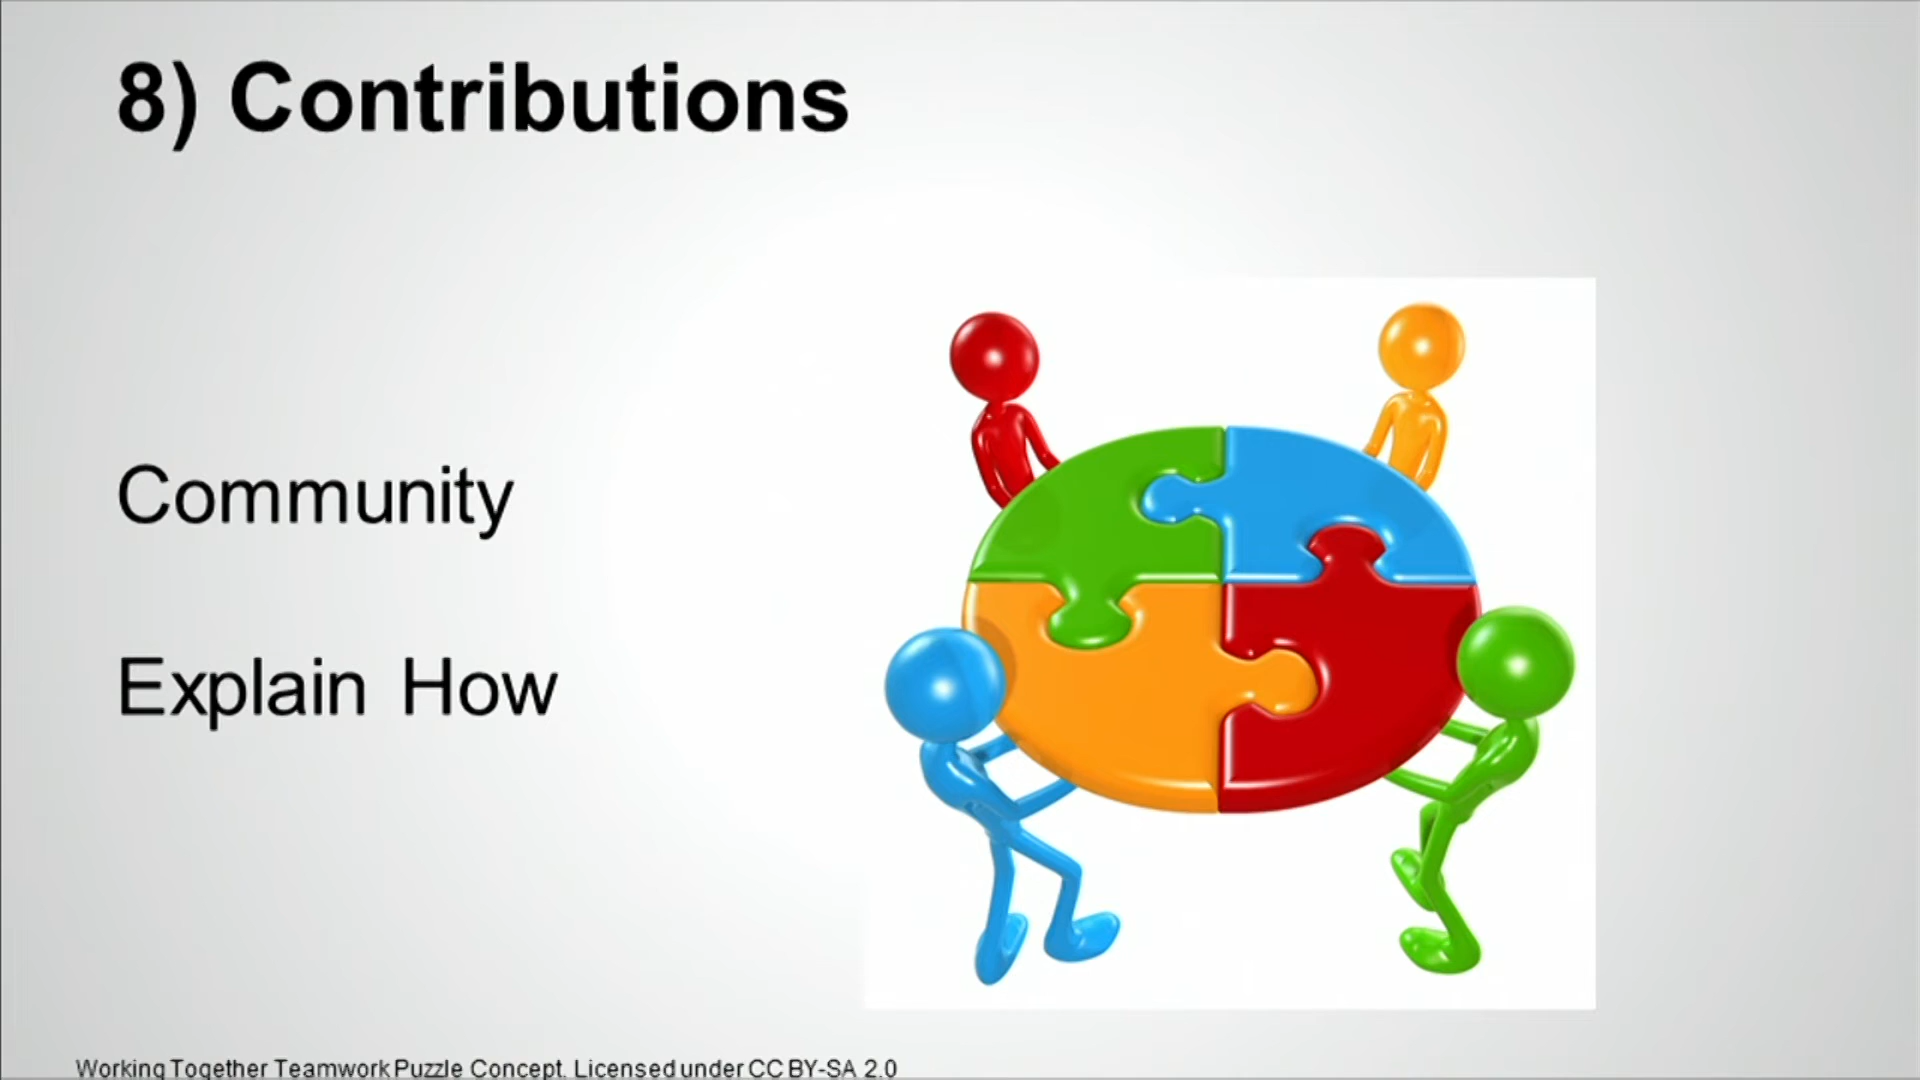 8) Contributions
Community
Explain How
Working Together Teamwork Puzzle Concept. Licensed under CC BY-SA 2.0